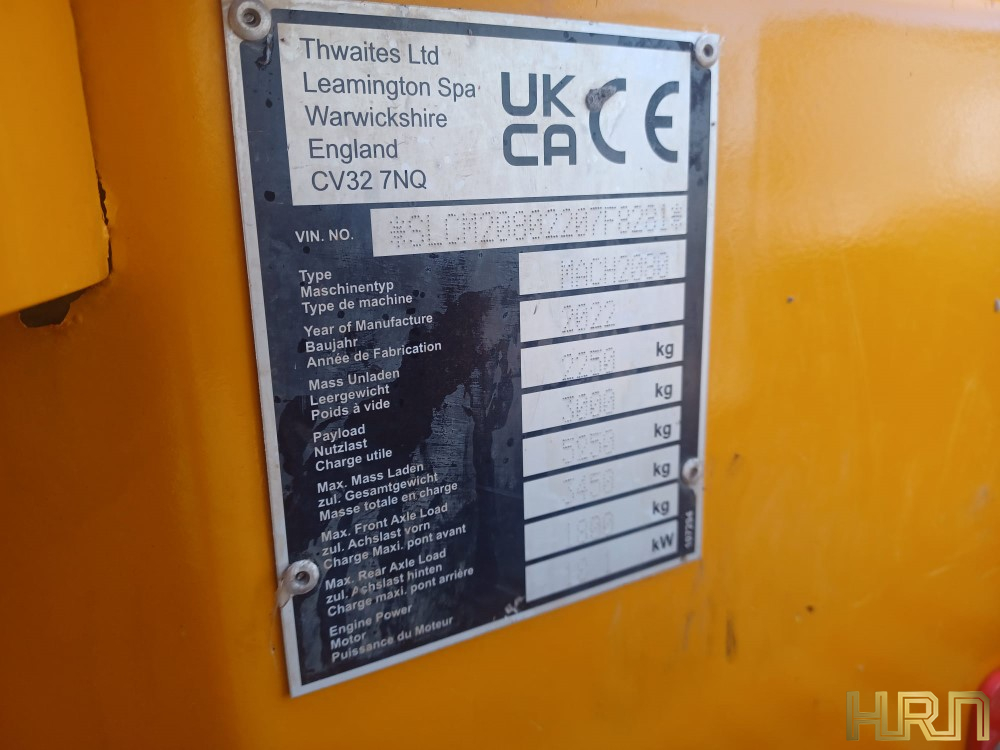 Thwaites Ltd
Leamington Spa
Warwickshire
England
CV32 7NQ
UK
CA CE
VIN. NO.
Type
Maschinentyp
Type de machine
MACH2080
Year of Manufacture
Baujahr
Année de Fabrication
2022
Mass Unladen
Leergewicht
Poids à vide
2250 kg
Payload
Nutzlast
Charge utile
3000 kg
Max. Mass Laden
zul. Gesamtgewicht
Masse totale en charge
kg
Max. Front Axle Load
zul. Achslast vorn
Charge Maxi. pont avant
3450 kg
Max. Rear Axle Load
zul. Achslast hinten
Charge maxi. pont arrière
1800 kg
Engine Power
Motor
Puissance du Moteur
kW
HRN